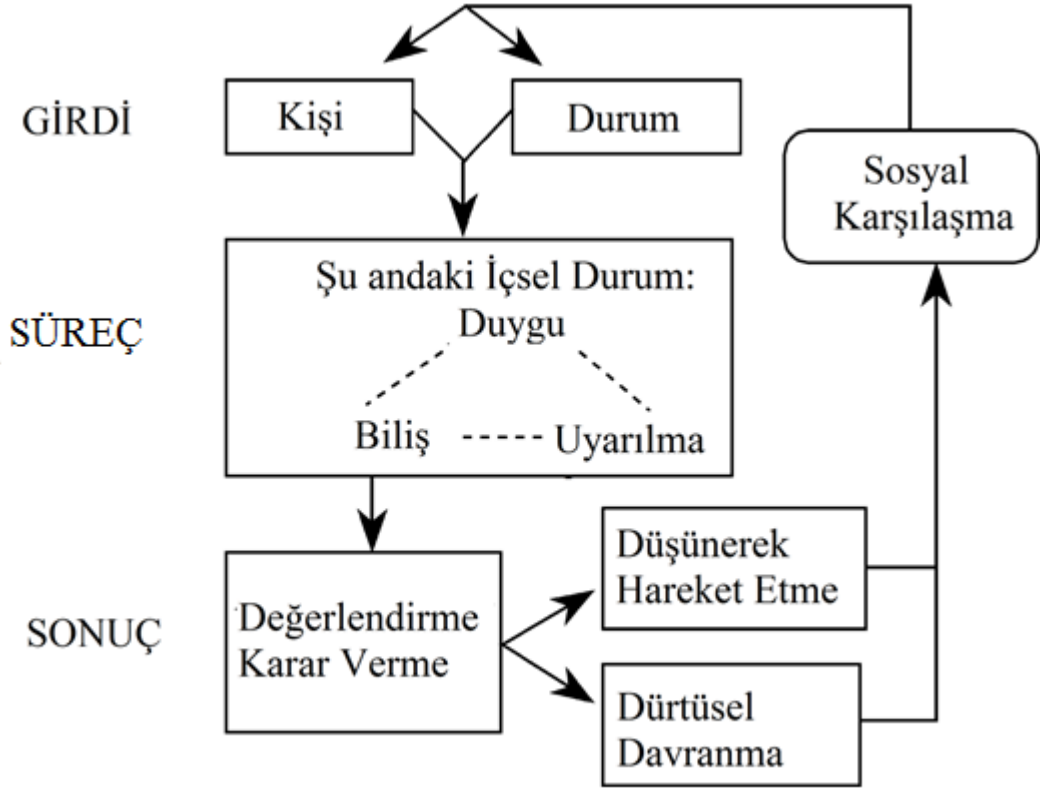 GİRDİ
Kişi
Durum
Sosyal
Karşılaşma
SÜREÇ
Şu andaki İçsel Durum:
Duygu
Biliş
Uyarılma
SONUÇ
Değerlendirme
Karar Verme
Düşünerek
Hareket Etme
Dürtüsel
Davranma